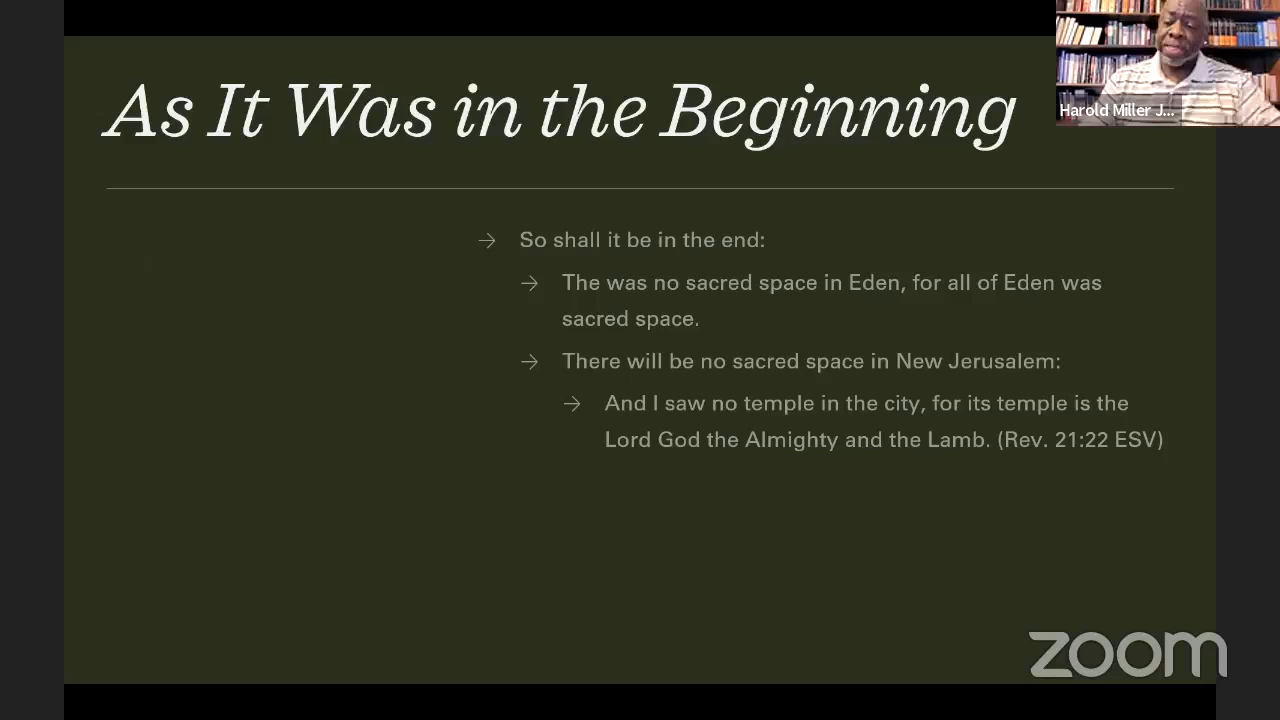 As It Was in the Beginning
Harold Miller J...
→ So shall it be in the end:
→ The was no sacred space in Eden, for all of Eden was
sacred space.
→ There will be no sacred space in New Jerusalem:
→ And I saw no temple in the city, for its temple is the
Lord God the Almighty and the Lamb. (Rev. 21:22 ESV)
zoom